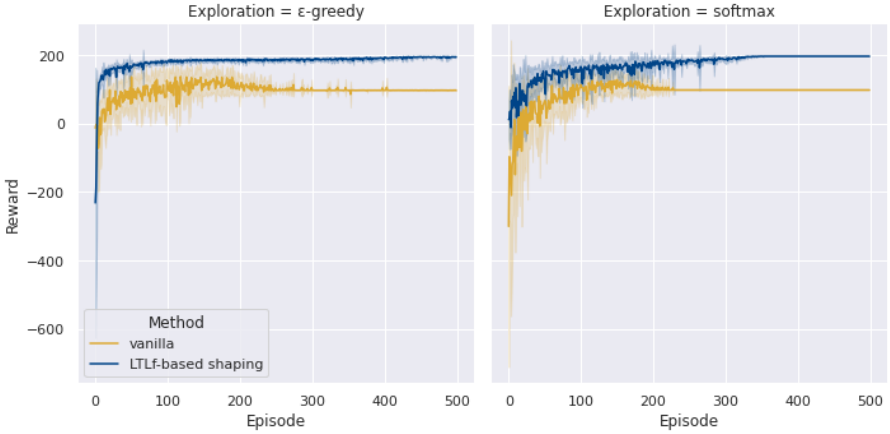 Exploration = ε-greedy
Exploration = softmax
Reward
200
0
−200
−400
−600
Method
vanilla
LTLf-based shaping
0 100 200 300 400 500
0 100 200 300 400 500
Episode
Episode